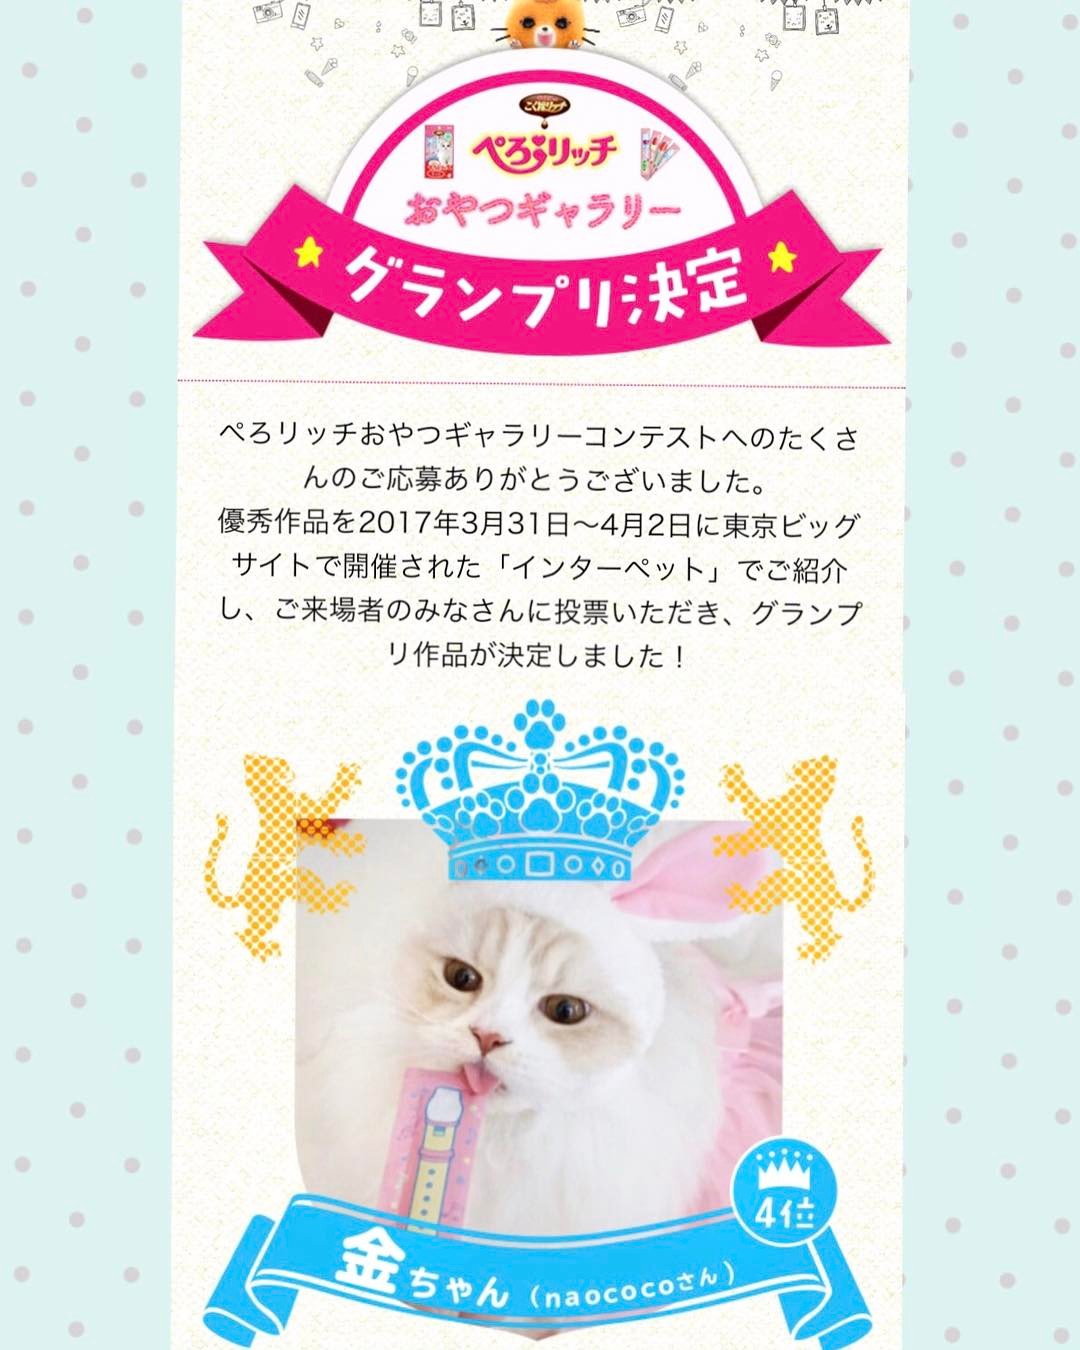 こく旨リッチ
ぺろリッチ
おやつギャラリー
グランプリ決定
ぺろリッチおやつギャラリーコンテストへのたくさ
んのご応募ありがとうございました。
優秀作品を2017年3月31日～4月2日に東京ビッグ
サイトで開催された「インターペット」でご紹介
し、ご来場者のみなさんに投票いただき、グランプ
リ作品が決定しました！
4位
金ちゃん（naococoさん）